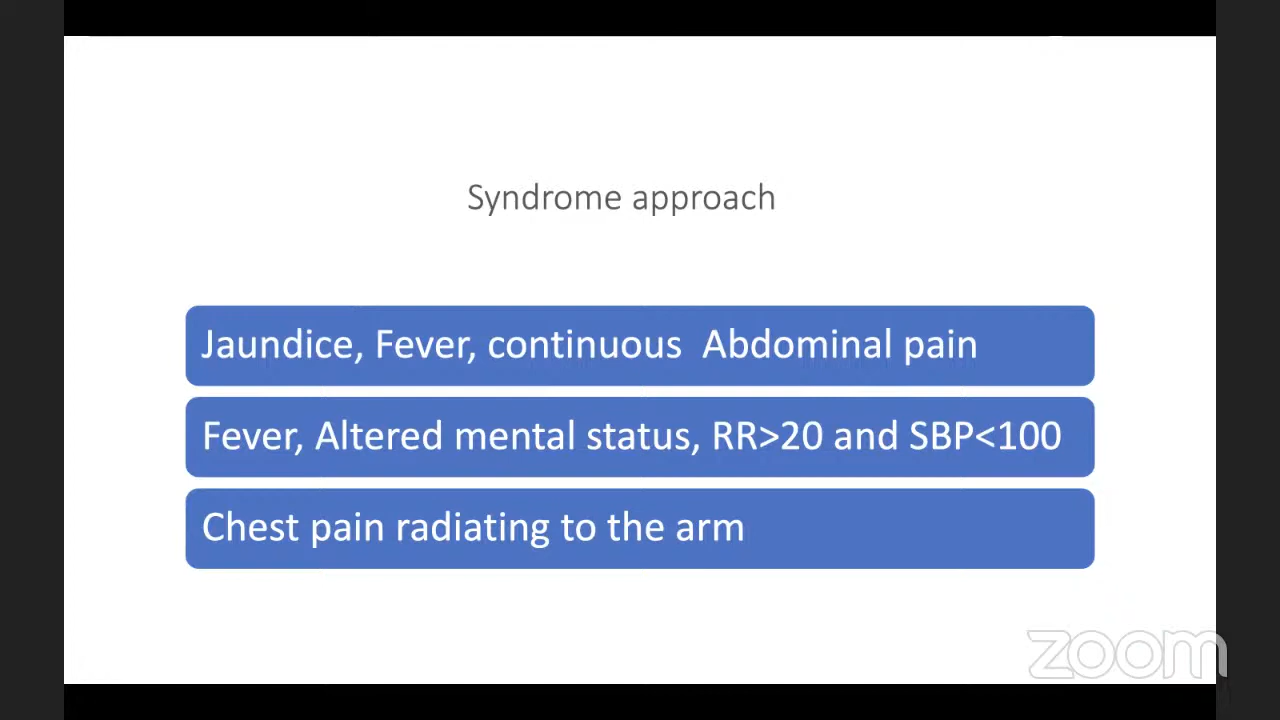 Syndrome approach
Jaundice, Fever, continuous  Abdominal pain
Fever, Altered mental status, RR>20 and SBP<100
Chest pain radiating to the arm
zoom